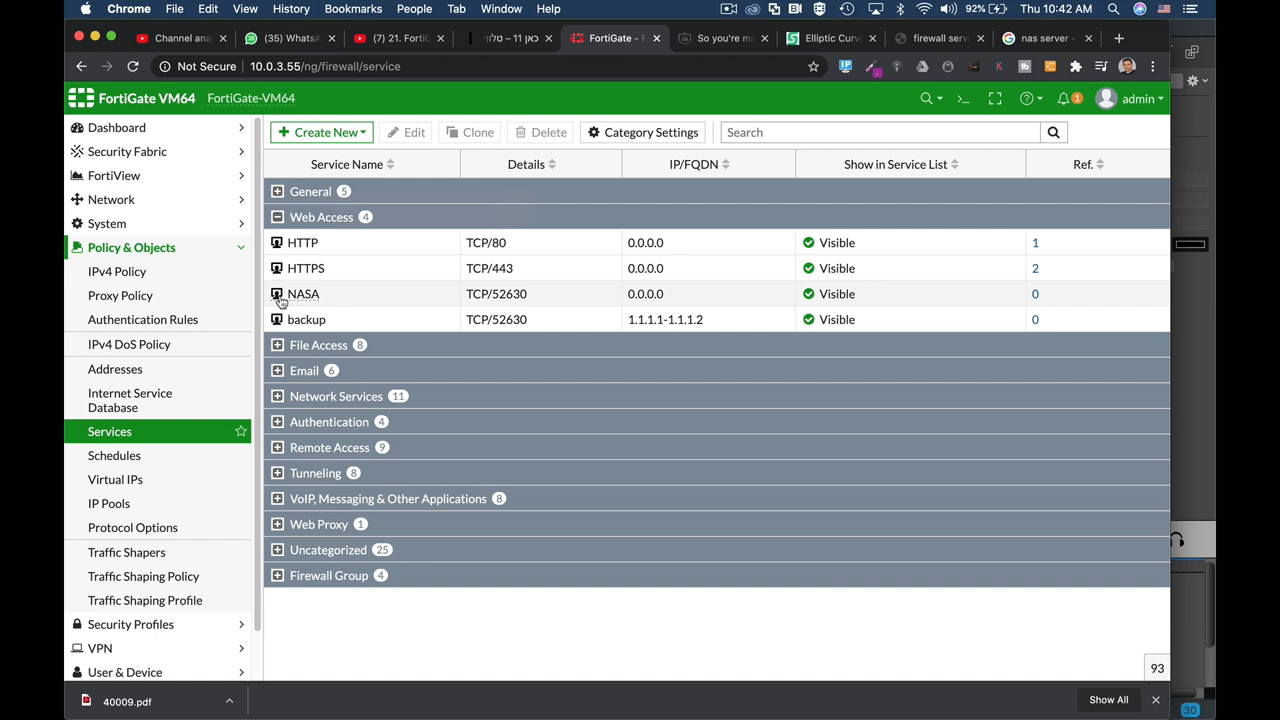 Chrome File Edit View History Bookmarks People Tab Window Help 92% Thu 10:42 AM
Channel ana (35) WhatsA (7) 21. FortiG כאן 11 – טלווי FortiGate - F So you're m Elliptic Curv firewall serv nas server -
Not Secure 10.0.3.55/ng/firewall/service
FortiGate VM64 FortiGate-VM64 1 admin
Dashboard
Security Fabric
FortiView
Network
System
Policy & Objects
IPv4 Policy
Proxy Policy
Authentication Rules
IPv4 DoS Policy
Addresses
Internet Service
Database
Services
Schedules
Virtual IPs
IP Pools
Protocol Options
Traffic Shapers
Traffic Shaping Policy
Traffic Shaping Profile
Security Profiles
VPN
User & Device
Create New Edit Clone Delete Category Settings Search
Service Name Details IP/FQDN Show in Service List Ref.
General 5
Web Access 4
HTTP TCP/80 0.0.0.0 Visible 1
HTTPS TCP/443 0.0.0.0 Visible 2
NASA TCP/52630 0.0.0.0 Visible 0
backup TCP/52630 1.1.1.1-1.1.1.2 Visible 0
File Access 8
Email 6
Network Services 11
Authentication 4
Remote Access 9
Tunneling 8
VoIP, Messaging & Other Applications 8
Web Proxy 1
Uncategorized 25
Firewall Group 4
93
40009.pdf Show All
30